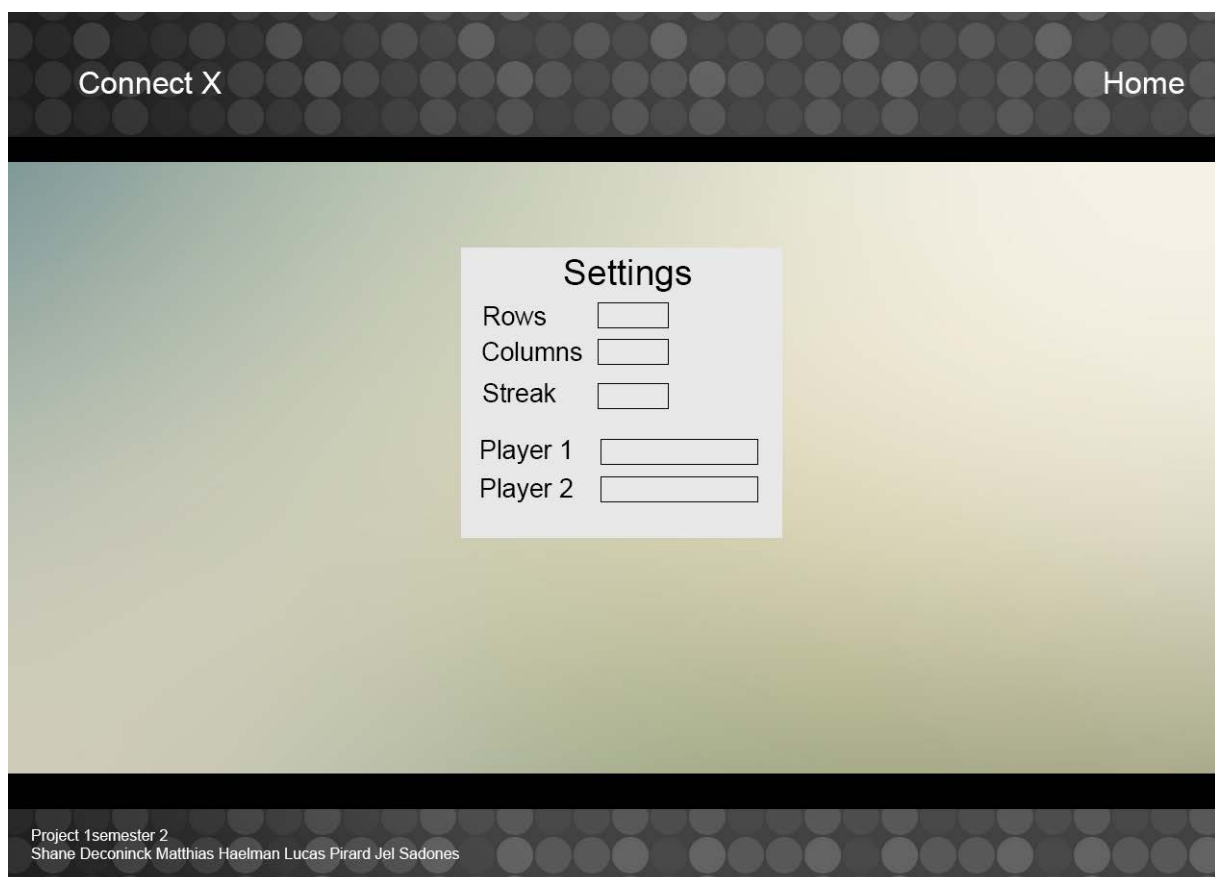 Connect X
Home
Settings
Rows
Columns
Streak
Player 1
Player 2
Project 1semester 2
Shane Deconinck Matthias Haelman Lucas Pirard Jel Sadones